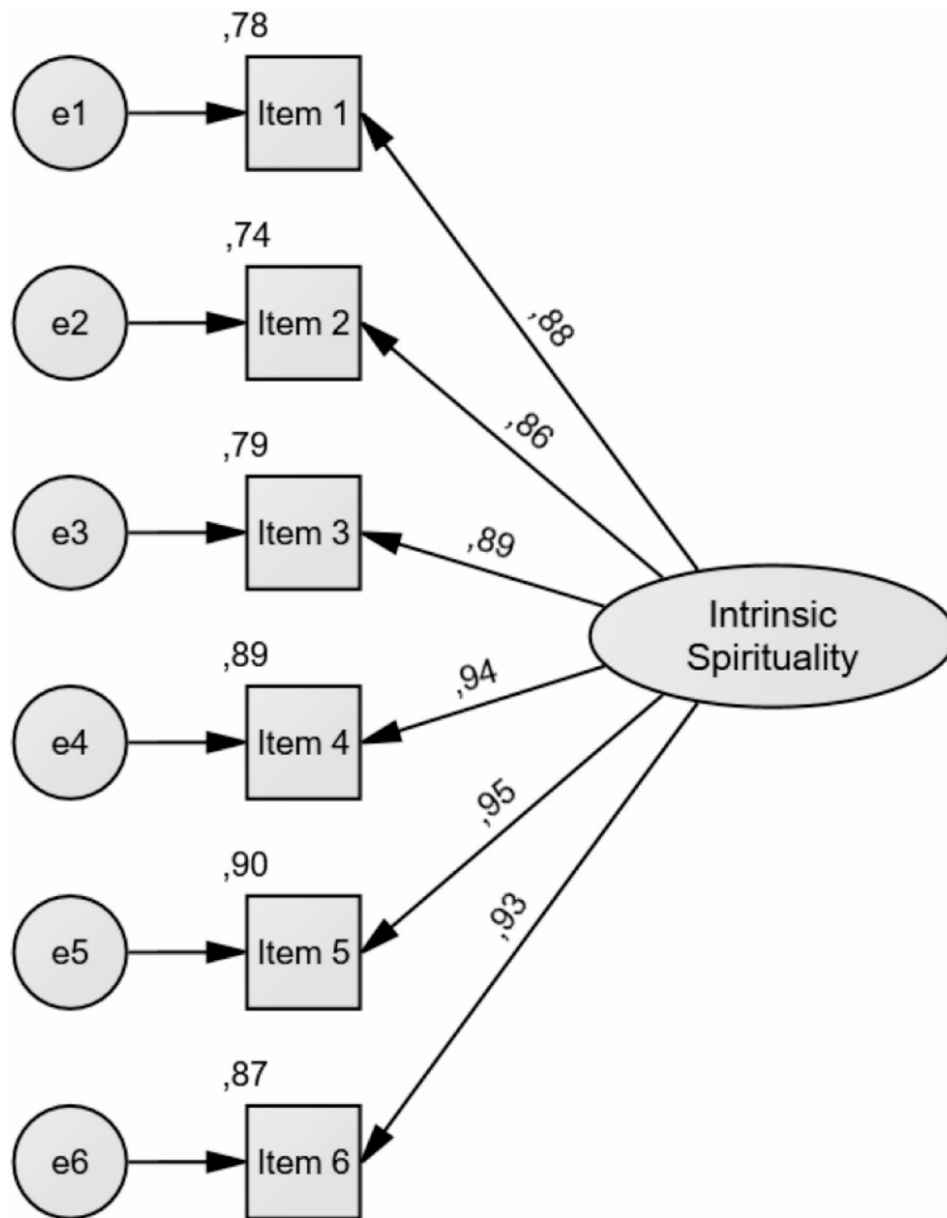 ,78
e1
Item 1
,74
e2
Item 2
,88
,86
,79
e3
Item 3
,89
Intrinsic
Spirituality
,89
e4
Item 4
,94
,90
e5
Item 5
,95
,93
,87
e6
Item 6